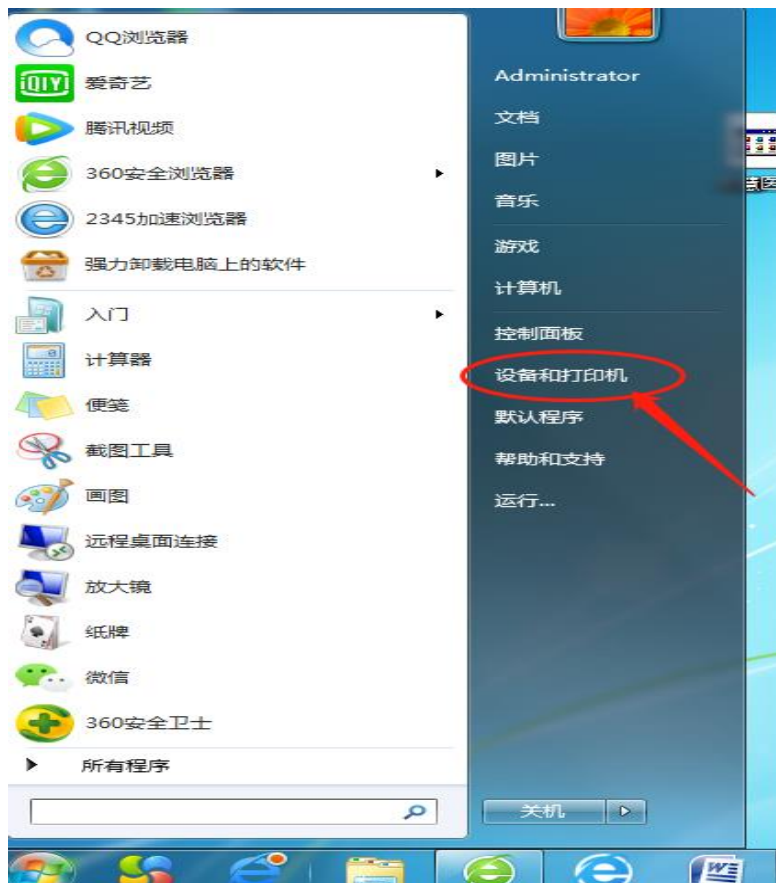 QQ浏览器
爱奇艺
腾讯视频
360安全浏览器
2345加速浏览器
强力卸载电脑上的软件
入门
计算器
便笺
截图工具
画图
远程桌面连接
放大镜
纸牌
微信
360安全卫士
所有程序
Administrator
文档
图片
音乐
游戏
计算机
控制面板
设备和打印机
默认程序
帮助和支持
运行...
关机
iQIYI
W